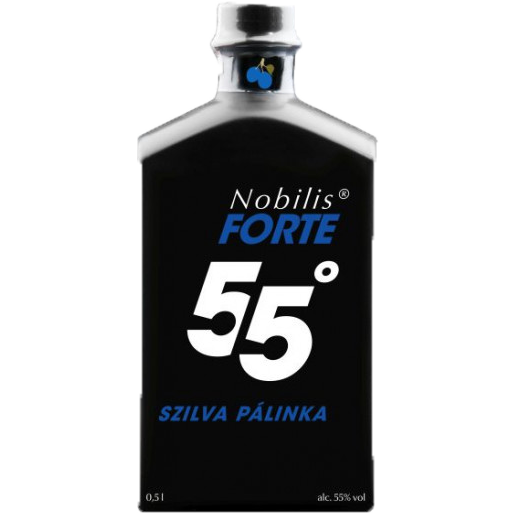 Nobilis®
FORTE
55°
SZILVA PÁLINKA
0,5 l
alc. 55% vol